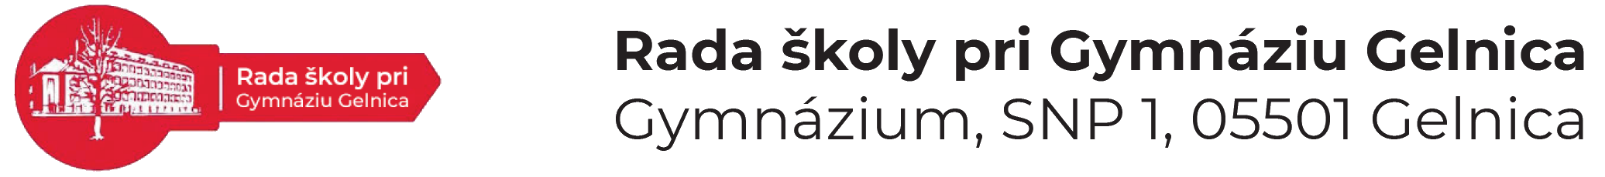 Rada školy pri
Gymnáziu Gelnica
Rada školy pri Gymnáziu Gelnica
Gymnázium, SNP 1, 05501 Gelnica